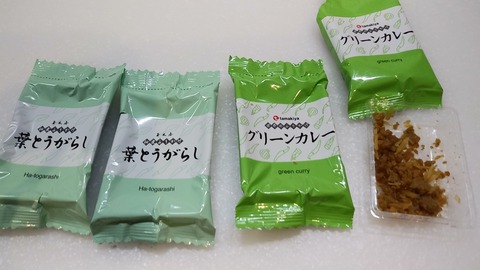 葉とうがらし
Ha-togarashi
葉とうがらし
Ha-togarashi
tamakiya
グリーンカレー
green curry
グリーンカレー
green curry